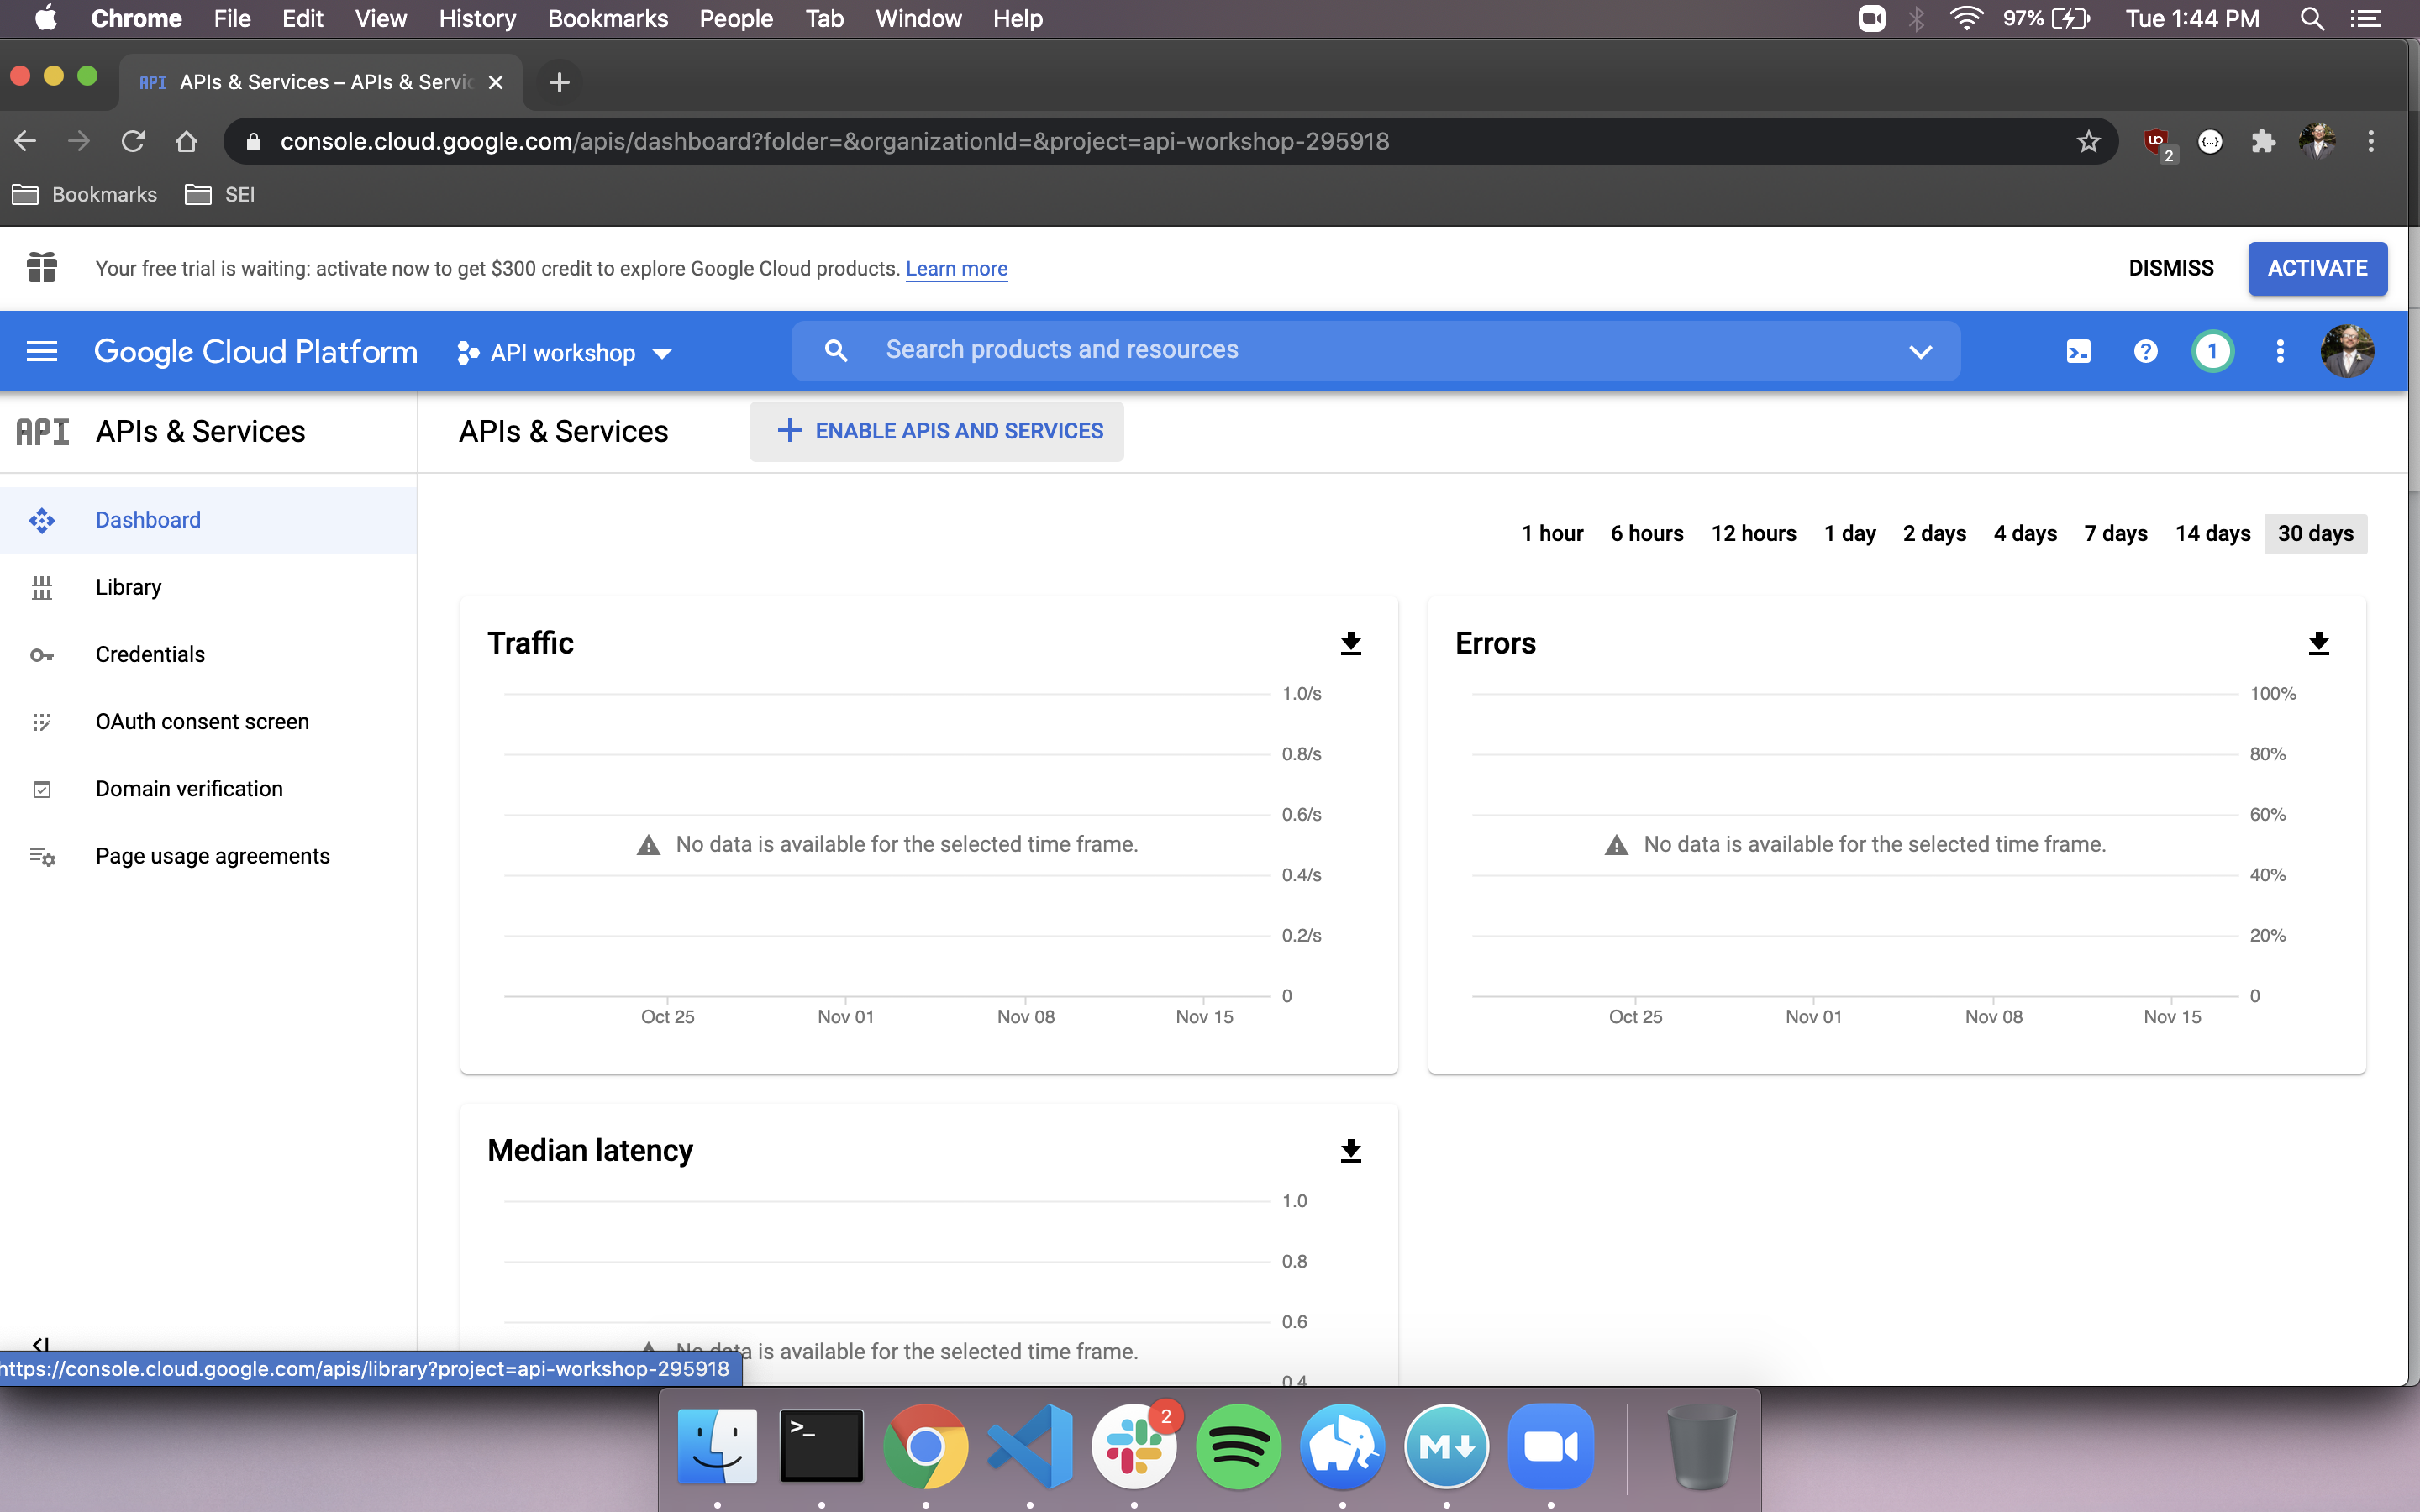 Chrome File Edit View History Bookmarks People Tab Window Help 97% Tue 1:44 PM
API APIs & Services – APIs & Servic
console.cloud.google.com/apis/dashboard?folder=&organizationId=&project=api-workshop-295918 2
Bookmarks SEI
Your free trial is waiting: activate now to get $300 credit to explore Google Cloud products. Learn more DISMISS ACTIVATE
Google Cloud Platform API workshop Search products and resources 1
API APIs & Services
APIs & Services ENABLE APIS AND SERVICES
Dashboard
Library
Credentials
OAuth consent screen
Domain verification
Page usage agreements
1 hour 6 hours 12 hours 1 day 2 days 4 days 7 days 14 days 30 days
Traffic
1.0/s
0.8/s
0.6/s
No data is available for the selected time frame.
0.4/s
0.2/s
0
Oct 25 Nov 01 Nov 08 Nov 15
Errors
100%
80%
60%
No data is available for the selected time frame.
40%
20%
0
Oct 25 Nov 01 Nov 08 Nov 15
Median latency
1.0
0.8
0.6
No data is available for the selected time frame.
0.4
https://console.cloud.google.com/apis/library?project=api-workshop-295918
>_
2
M